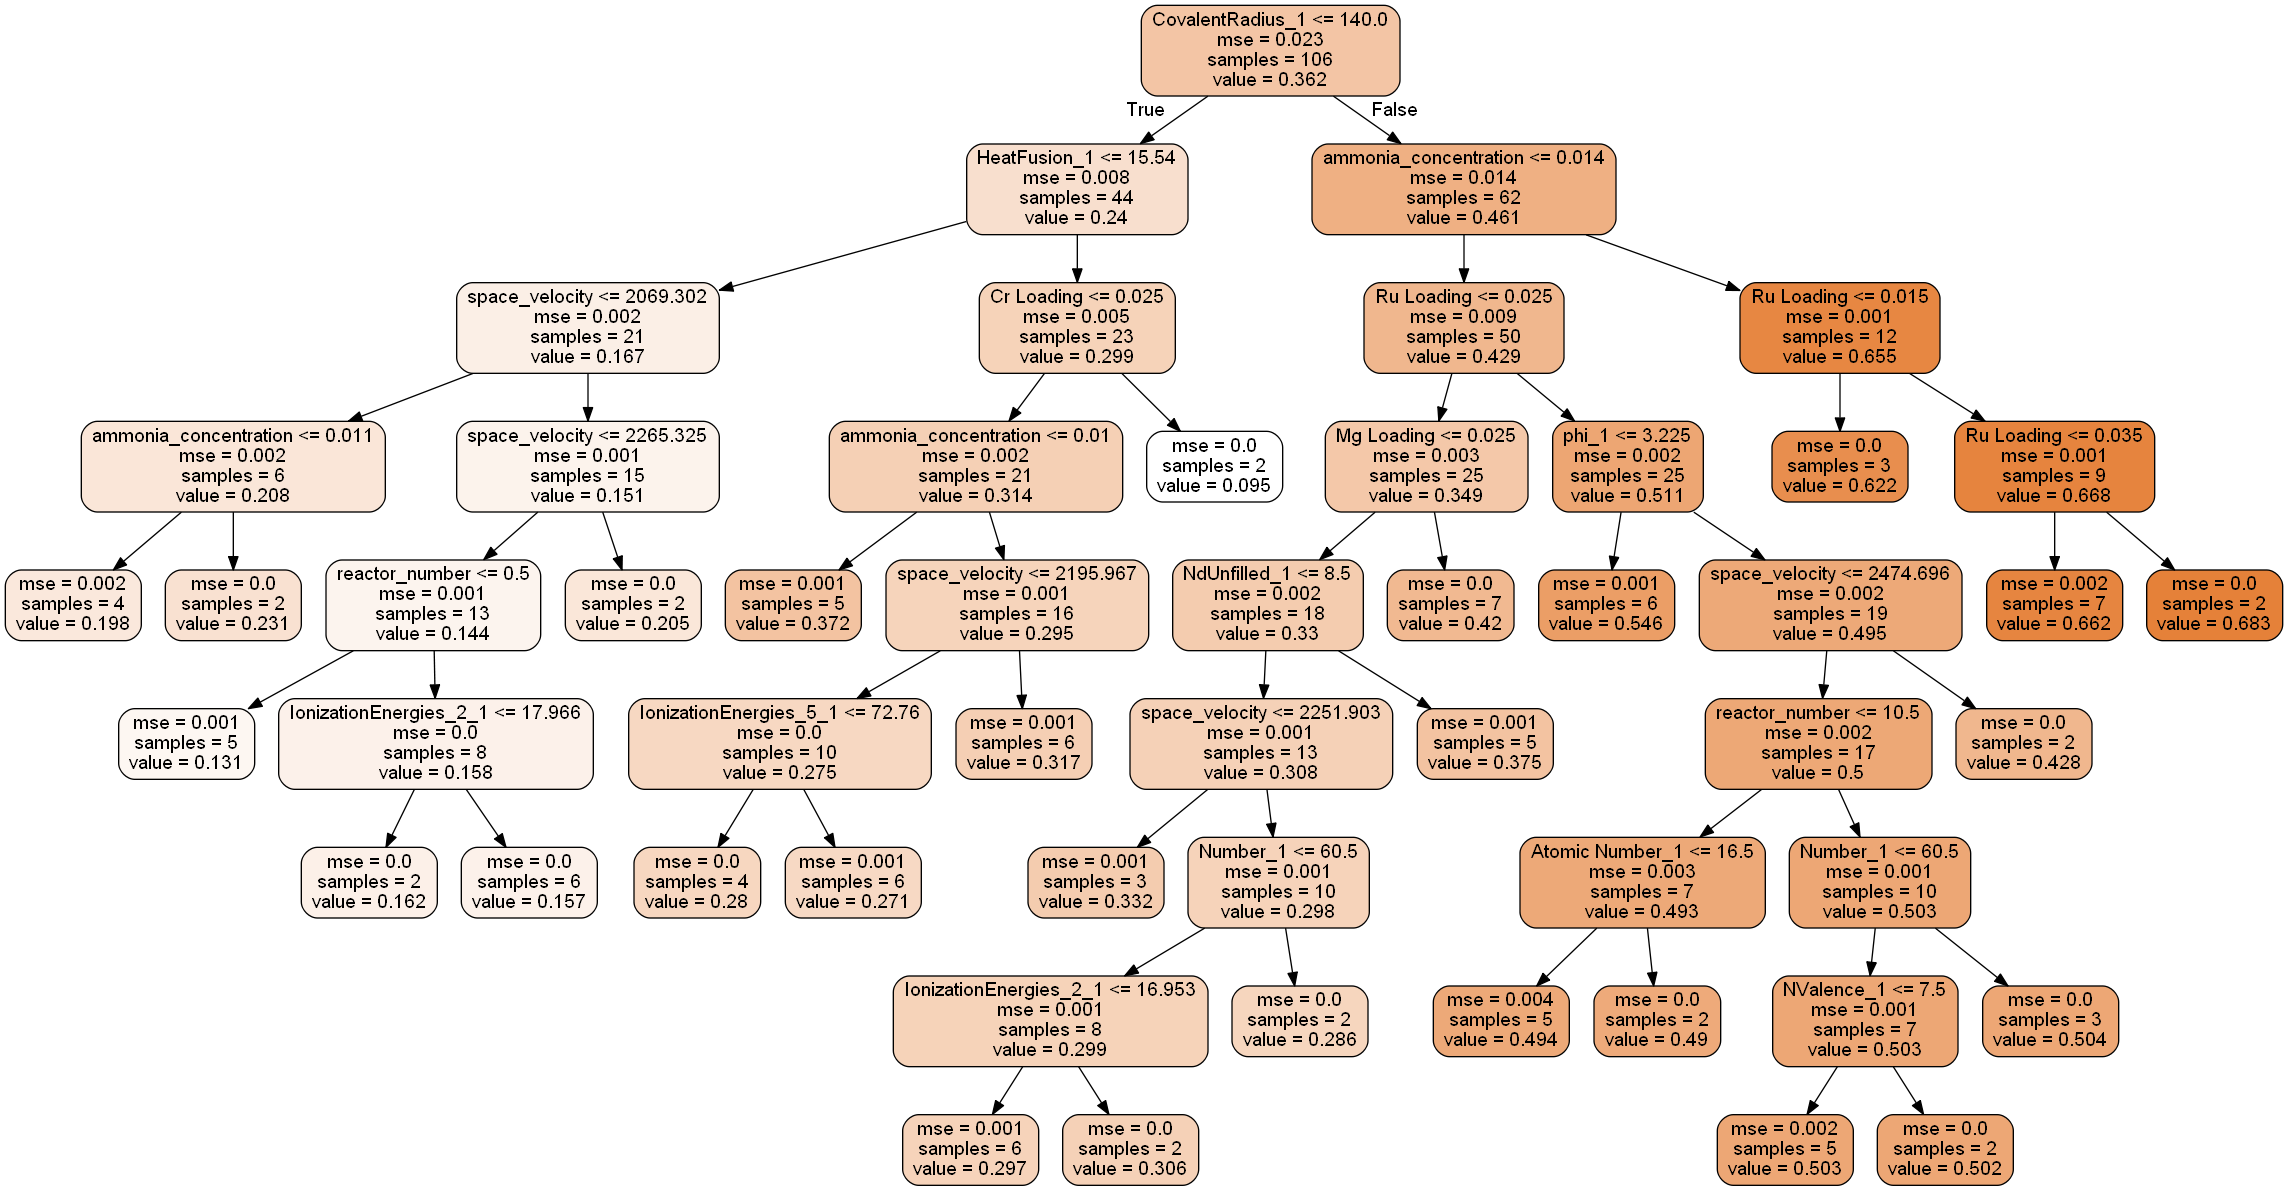 CovalentRadius_1 <= 140.0
mse = 0.023
samples = 106
value = 0.362
True
False
HeatFusion_1 <= 15.54
mse = 0.008
samples = 44
value = 0.24
ammonia_concentration <= 0.014
mse = 0.014
samples = 62
value = 0.461
space_velocity <= 2069.302
mse = 0.002
samples = 21
value = 0.167
Cr Loading <= 0.025
mse = 0.005
samples = 23
value = 0.299
Ru Loading <= 0.025
mse = 0.009
samples = 50
value = 0.429
Ru Loading <= 0.015
mse = 0.001
samples = 12
value = 0.655
ammonia_concentration <= 0.011
mse = 0.002
samples = 6
value = 0.208
space_velocity <= 2265.325
mse = 0.001
samples = 15
value = 0.151
ammonia_concentration <= 0.01
mse = 0.002
samples = 21
value = 0.314
mse = 0.0
samples = 2
value = 0.095
Mg Loading <= 0.025
mse = 0.003
samples = 25
value = 0.349
phi_1 <= 3.225
mse = 0.002
samples = 25
value = 0.511
mse = 0.0
samples = 3
value = 0.622
Ru Loading <= 0.035
mse = 0.001
samples = 9
value = 0.668
mse = 0.002
samples = 4
value = 0.198
mse = 0.0
samples = 2
value = 0.231
reactor_number <= 0.5
mse = 0.001
samples = 13
value = 0.144
mse = 0.0
samples = 2
value = 0.205
mse = 0.001
samples = 5
value = 0.372
space_velocity <= 2195.967
mse = 0.001
samples = 16
value = 0.295
NdUnfilled_1 <= 8.5
mse = 0.002
samples = 18
value = 0.33
mse = 0.0
samples = 7
value = 0.42
mse = 0.001
samples = 6
value = 0.546
space_velocity <= 2474.696
mse = 0.002
samples = 19
value = 0.495
mse = 0.002
samples = 7
value = 0.662
mse = 0.0
samples = 2
value = 0.683
mse = 0.001
samples = 5
value = 0.131
IonizationEnergies_2_1 <= 17.966
mse = 0.0
samples = 8
value = 0.158
IonizationEnergies_5_1 <= 72.76
mse = 0.0
samples = 10
value = 0.275
mse = 0.001
samples = 6
value = 0.317
space_velocity <= 2251.903
mse = 0.001
samples = 13
value = 0.308
mse = 0.001
samples = 5
value = 0.375
reactor_number <= 10.5
mse = 0.002
samples = 17
value = 0.5
mse = 0.0
samples = 2
value = 0.428
mse = 0.0
samples = 2
value = 0.162
mse = 0.0
samples = 6
value = 0.157
mse = 0.0
samples = 4
value = 0.28
mse = 0.001
samples = 6
value = 0.271
mse = 0.001
samples = 3
value = 0.332
Number_1 <= 60.5
mse = 0.001
samples = 10
value = 0.298
Atomic Number_1 <= 16.5
mse = 0.003
samples = 7
value = 0.493
Number_1 <= 60.5
mse = 0.001
samples = 10
value = 0.503
IonizationEnergies_2_1 <= 16.953
mse = 0.001
samples = 8
value = 0.299
mse = 0.0
samples = 2
value = 0.286
mse = 0.004
samples = 5
value = 0.494
mse = 0.0
samples = 2
value = 0.49
NValence_1 <= 7.5
mse = 0.001
samples = 7
value = 0.503
mse = 0.0
samples = 3
value = 0.504
mse = 0.001
samples = 6
value = 0.297
mse = 0.0
samples = 2
value = 0.306
mse = 0.002
samples = 5
value = 0.503
mse = 0.0
samples = 2
value = 0.502